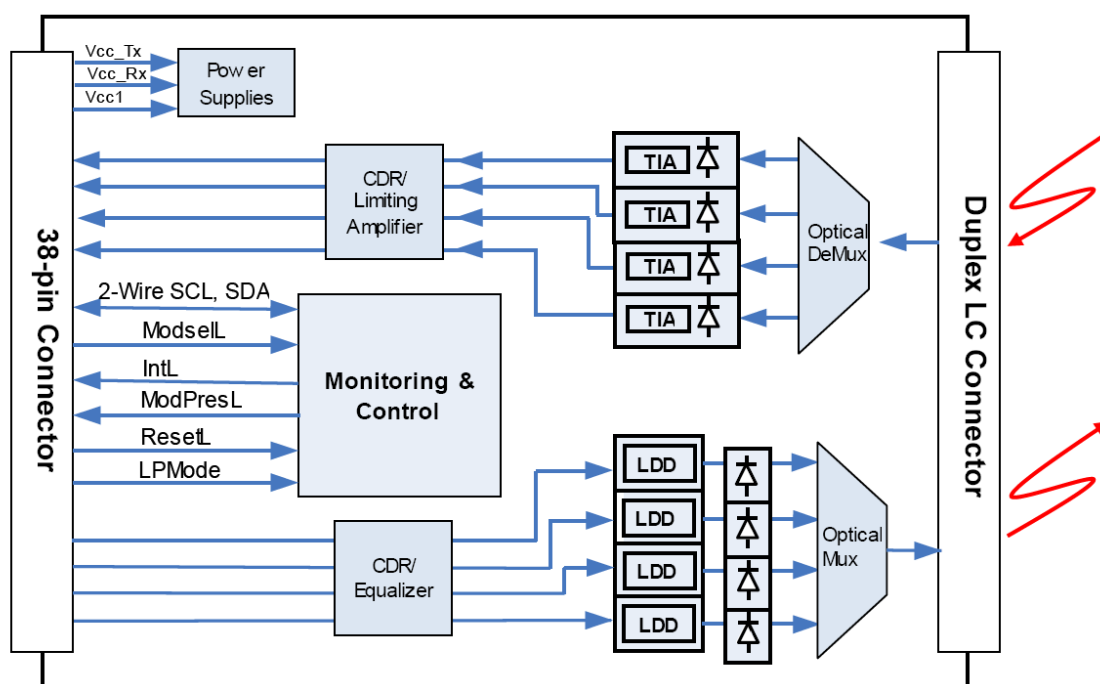 Vcc_Tx
Vcc_Rx
Vcc1
Power
Supplies
38-pin Connector
CDR/
Limiting
Amplifier
TIA
TIA
TIA
TIA
Optical
DeMux
Duplex LC Connector
2-Wire SCL, SDA
ModselL
IntL
ModPresL
ResetL
LPMode
Monitoring &
Control
CDR/
Equalizer
LDD
LDD
LDD
LDD
Optical
Mux